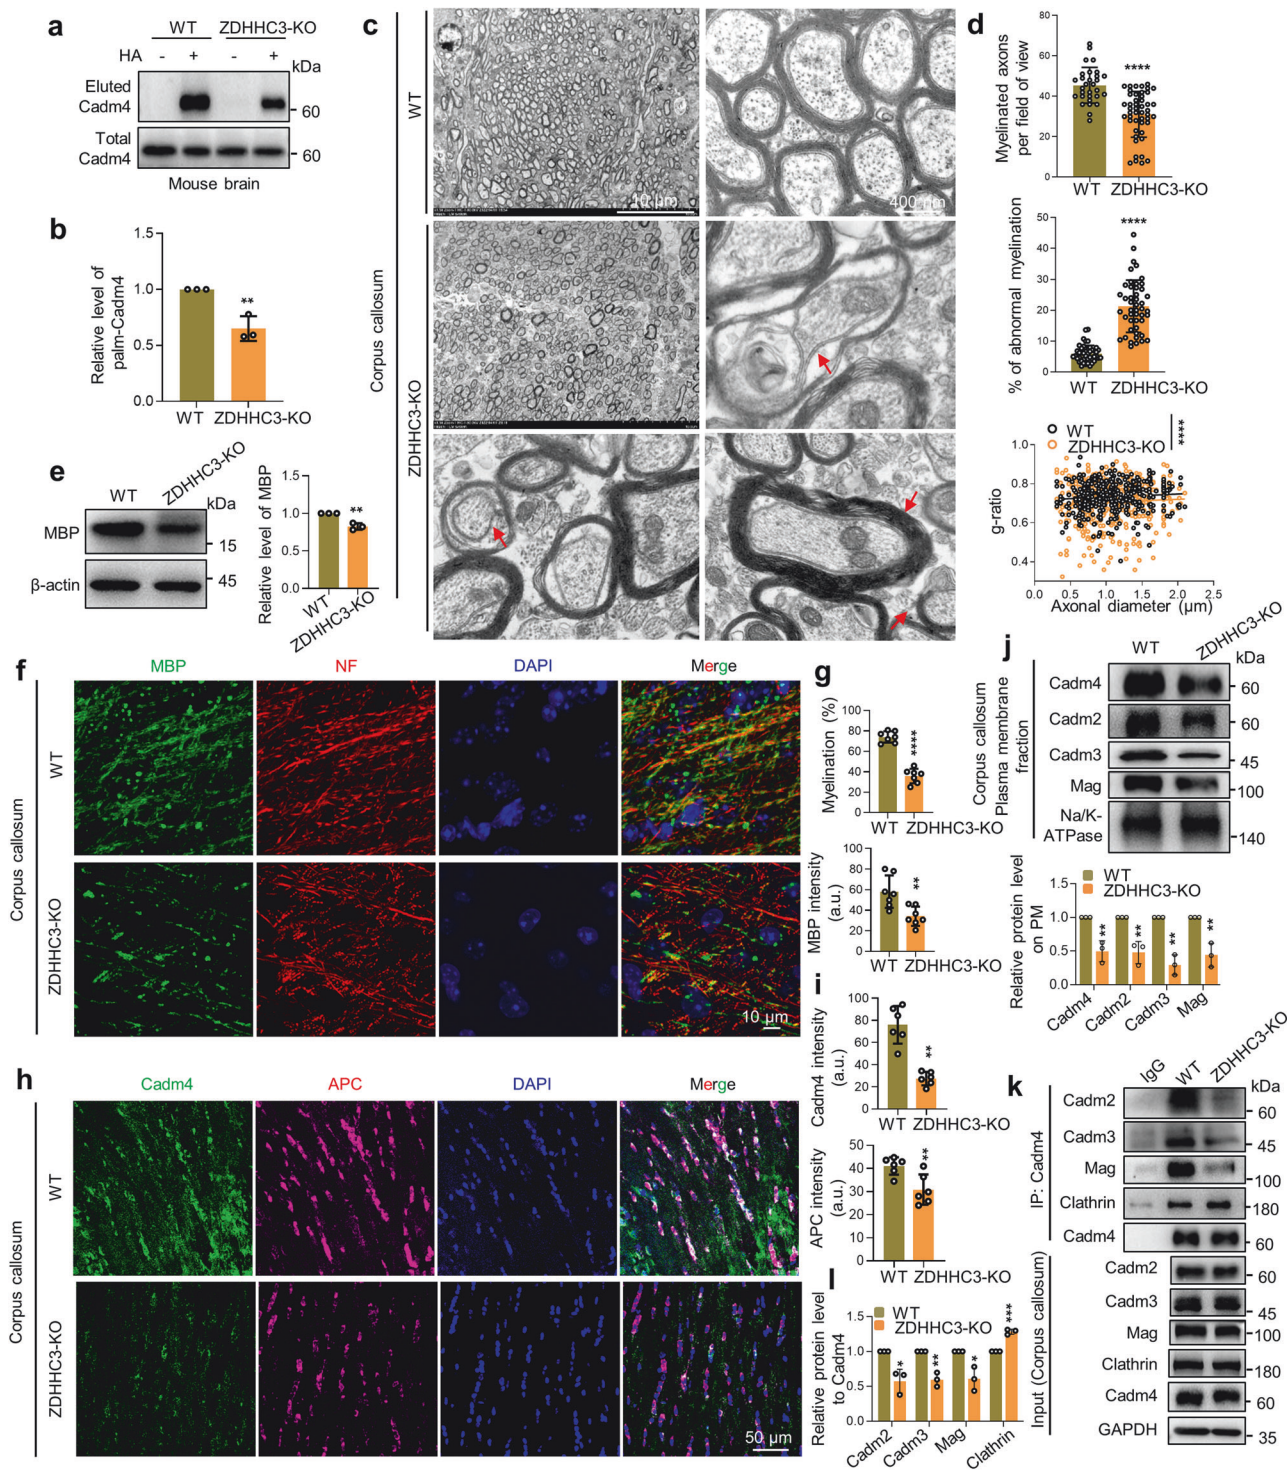 a
WT ZDHHC3-KO
HA - + - + kDa
Eluted
Cadm4
60
Total
Cadm4
60
Mouse brain
b
Relative level of
palm-Cadm4
1.5
1.0
0.5
0.0
**
WT
ZDHHC3-KO
c
Corpus callosum
WT
ZDHHC3-KO
10 µm
400 nm
d
Myelinated axons
per field of view
80
60
40
20
0
****
WT ZDHHC3-KO
% of abnormal myelination
50
40
30
20
10
0
****
WT ZDHHC3-KO
WT
ZDHHC3-KO
****
g-ratio
1.0
0.8
0.6
0.4
0.0 0.5 1.0 1.5 2.0 2.5
Axonal diameter (µm)
e
WT ZDHHC3-KO
kDa
MBP
15
β-actin
45
Relative level of MBP
1.5
1.0
0.5
0.0
**
WT
ZDHHC3-KO
f
MBP NF DAPI Merge
Corpus callosum
WT
ZDHHC3-KO
10 µm
g
Myelination (%)
100
80
60
40
20
0
****
WT ZDHHC3-KO
MBP intensity
(a.u.)
100
80
60
40
20
0
**
WT ZDHHC3-KO
h
Cadm4 APC DAPI Merge
Corpus callosum
WT
ZDHHC3-KO
50 µm
i
Cadm4 intensity
(a.u.)
100
80
60
40
20
0
**
WT ZDHHC3-KO
APC intensity
(a.u.)
50
40
30
20
10
0
**
WT ZDHHC3-KO
j
WT ZDHHC3-KO
kDa
Corpus callosum
Plasma membrane
fraction
Cadm4
60
Cadm2
60
Cadm3
45
Mag
100
Na/K-
ATPase
140
WT
ZDHHC3-KO
Relative protein level
on PM
1.5
1.0
0.5
0.0
** ** ** **
Cadm4 Cadm2 Cadm3 Mag
k
IgG WT ZDHHC3-KO
kDa
IP: Cadm4
Cadm2
60
Cadm3
45
Mag
100
Clathrin
180
Cadm4
60
Input (Corpus callosum)
Cadm2
60
Cadm3
45
Mag
100
Clathrin
180
Cadm4
60
GAPDH
35
l
WT
ZDHHC3-KO
Relative protein level
to Cadm4
1.5
1.0
0.5
0.0
* ** * ***
Cadm2 Cadm3 Mag Clathrin